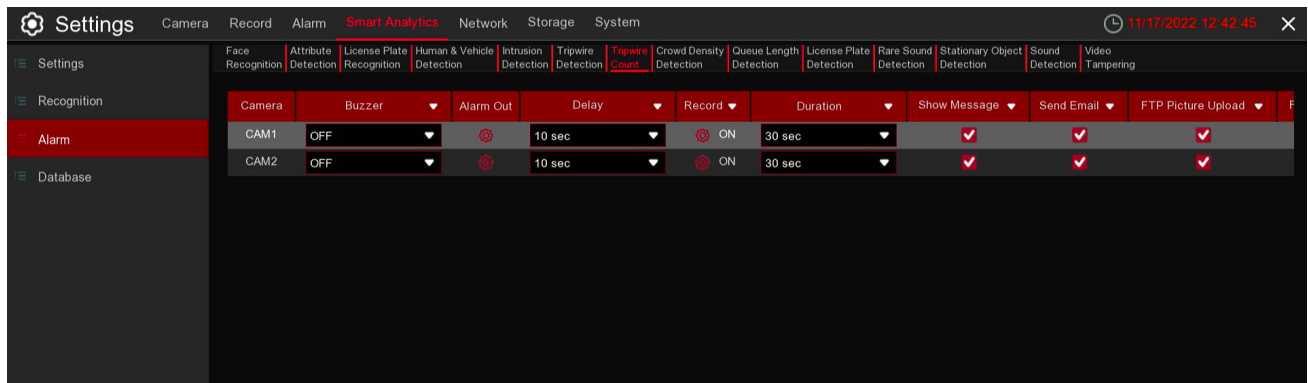 Settings Camera Record Alarm Smart Analytics Network Storage System 11/17/2022 12:42:45
Settings
Recognition
Alarm
Database
Face Recognition
Attribute Detection
License Plate Recognition
Human & Vehicle Detection
Intrusion Detection
Tripwire Detection
Tripwire Count
Crowd Density Detection
Queue Length Detection
License Plate Detection
Rare Sound Detection
Stationary Object Detection
Sound Detection
Video Tampering
Camera Buzzer Alarm Out Delay Record Duration Show Message Send Email FTP Picture Upload F
CAM1 OFF 10 sec ON 30 sec
CAM2 OFF 10 sec ON 30 sec